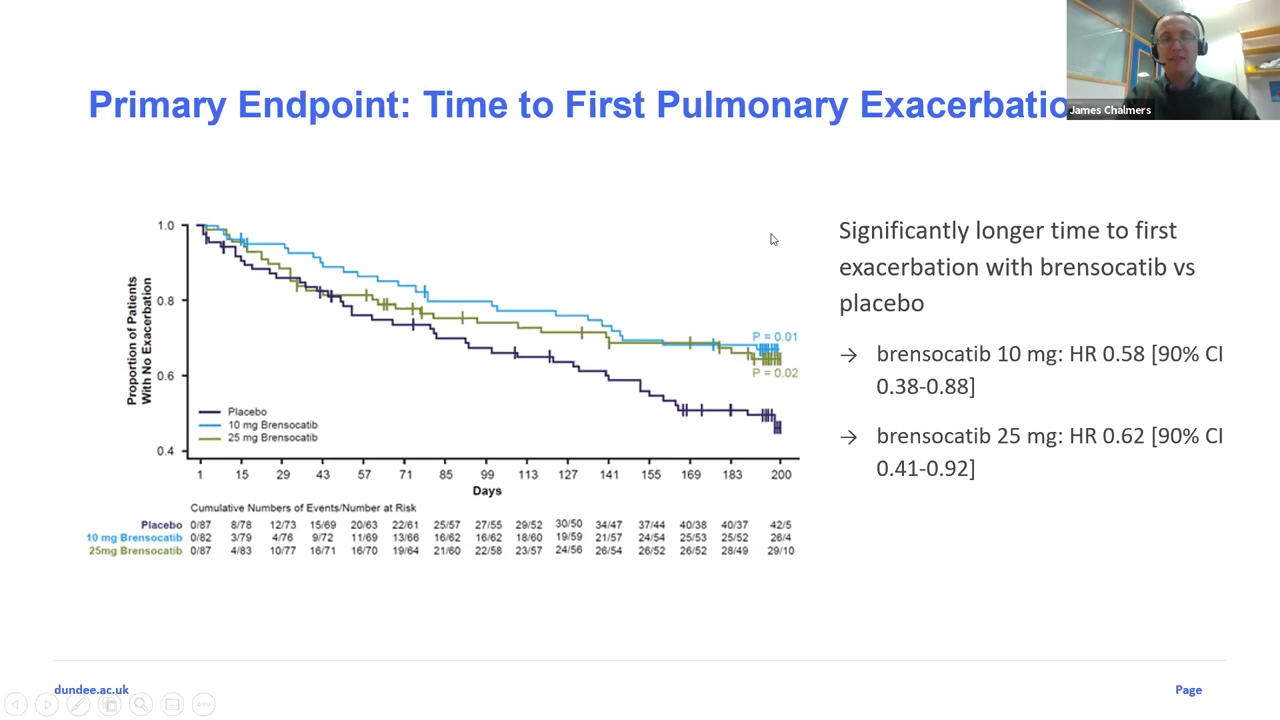 James Chalmers
Primary Endpoint: Time to First Pulmonary Exacerbatio
Proportion of Patients
With No Exacerbation
1.0
0.8
0.6
0.4
P = 0.01
P = 0.02
Placebo
10 mg Brensocatib
25 mg Brensocatib
1 15 29 43 57 71 85 99 113 127 141 155 169 183 200
Days
Cumulative Numbers of Events/Number at Risk
Placebo 0/87 8/78 12/73 15/69 20/63 22/61 25/57 27/55 29/52 30/50 34/47 37/44 40/38 40/37 42/5
10 mg Brensocatib 0/82 3/79 4/76 9/72 11/69 13/66 16/62 16/62 18/60 19/59 21/57 24/54 25/53 25/52 26/4
25mg Brensocatib 0/87 4/83 10/77 16/71 16/70 19/64 21/60 22/58 23/57 24/56 26/54 26/52 26/52 28/49 29/10
Significantly longer time to first
exacerbation with brensocatib vs
placebo
→ brensocatib 10 mg: HR 0.58 [90% CI
0.38-0.88]
→ brensocatib 25 mg: HR 0.62 [90% CI
0.41-0.92]
dundee.ac.uk
Page